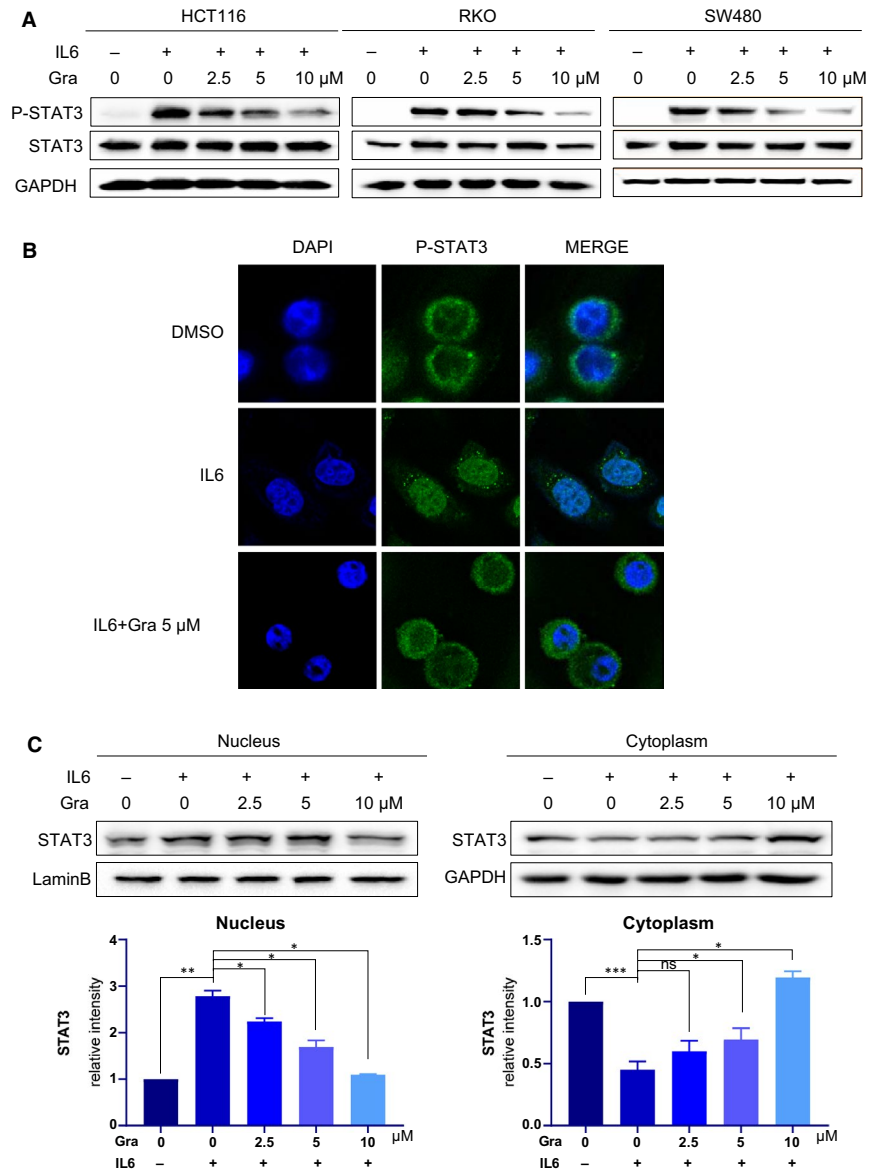 A
HCT116 RKO SW480
IL6 – + + + + – + + + + – + + + +
Gra 0 0 2.5 5 10 μM 0 0 2.5 5 10 μM 0 0 2.5 5 10 μM
P-STAT3
STAT3
GAPDH
B
DAPI P-STAT3 MERGE
DMSO
IL6
IL6+Gra 5 μM
C
Nucleus Cytoplasm
IL6 – + + + + – + + + +
Gra 0 0 2.5 5 10 μM 0 0 2.5 5 10 μM
STAT3 STAT3
LaminB GAPDH
Nucleus Cytoplasm
4 1.5
* *
** * * *** ns *
3
1.0
STAT3 relative intensity STAT3 relative intensity
2
0.5
1
0 0.0
Gra 0 0 2.5 5 10 μM Gra 0 0 2.5 5 10 μM
IL6 – + + + + IL6 – + + + +